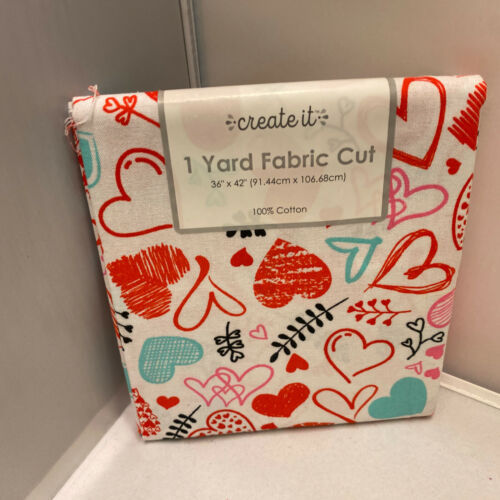 create it
1 Yard Fabric Cut
36" x 42" (91.44cm x 106.68cm)
100% Cotton